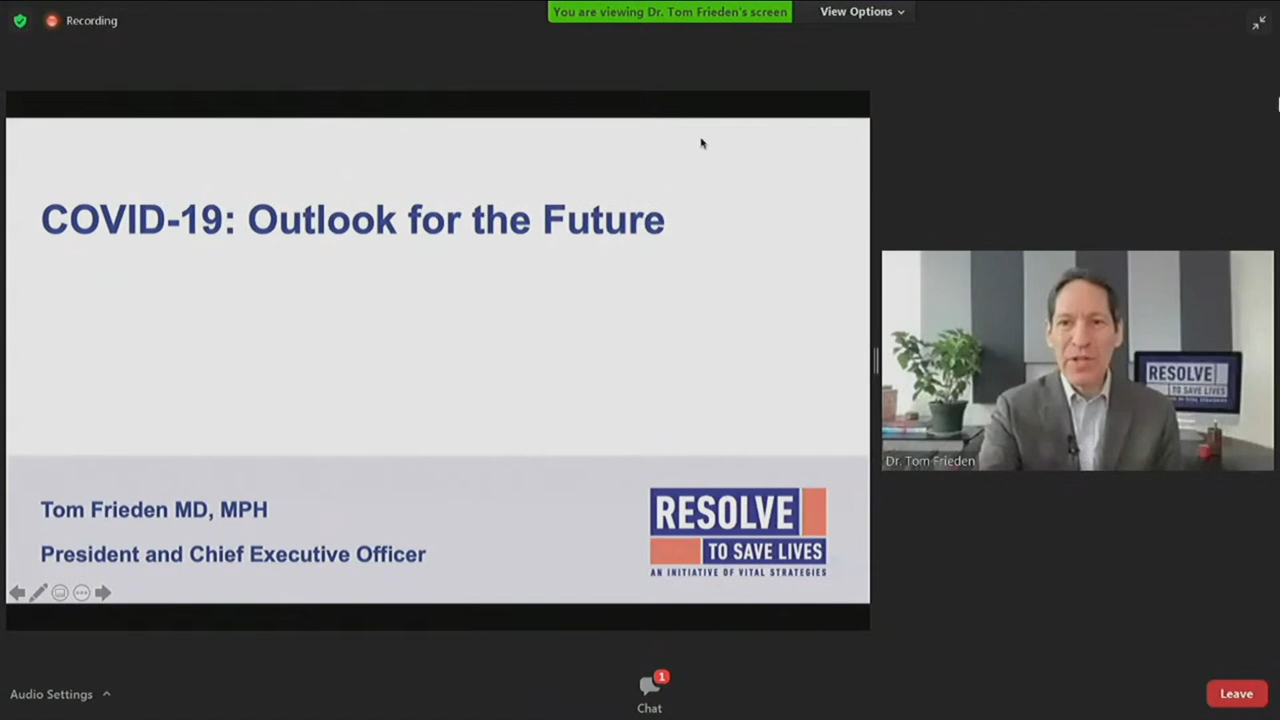 Recording
You are viewing Dr. Tom Frieden's screen
View Options
COVID-19: Outlook for the Future
Tom Frieden MD, MPH
President and Chief Executive Officer
RESOLVE
TO SAVE LIVES
AN INITIATIVE OF VITAL STRATEGIES
RESOLVE
TO SAVE LIVES
Dr. Tom Frieden
Audio Settings
1
Chat
Leave